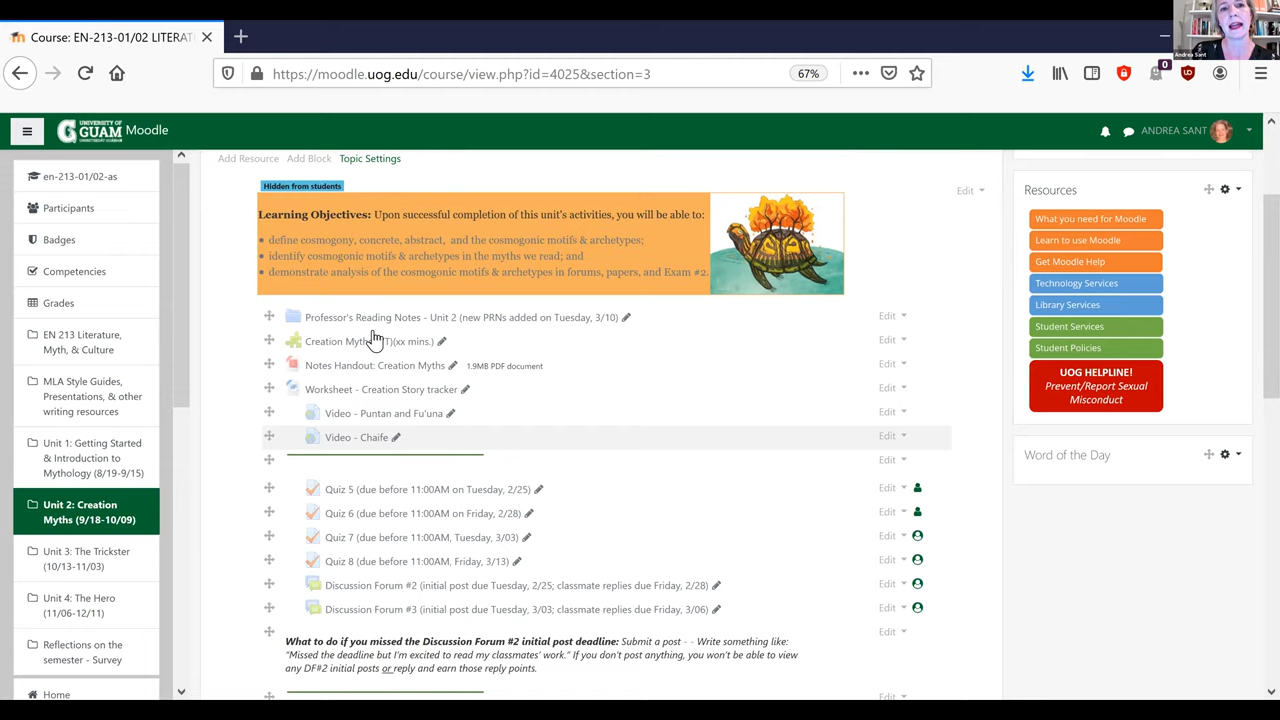 Course: EN-213-01/02 LITERAT
Andrea Sant
https://moodle.uog.edu/course/view.php?id=4025&section=3
67%
0
UNIVERSITY OF
GUAM
Moodle
ANDREA SANT
en-213-01/02-as
Participants
Badges
Competencies
Grades
EN 213 Literature,
Myth, & Culture
MLA Style Guides,
Presentations, & other
writing resources
Unit 1: Getting Started
& Introduction to
Mythology (8/19-9/15)
Unit 2: Creation
Myths (9/18-10/09)
Unit 3: The Trickster
(10/13-11/03)
Unit 4: The Hero
(11/06-12/11)
Reflections on the
semester - Survey
Home
Add Resource Add Block Topic Settings
Hidden from students
Edit
Learning Objectives: Upon successful completion of this unit's activities, you will be able to:
• define cosmogony, concrete, abstract, and the cosmogonic motifs & archetypes;
• identify cosmogonic motifs & archetypes in the myths we read; and
• demonstrate analysis of the cosmogonic motifs & archetypes in forums, papers, and Exam #2.
Professor's Reading Notes - Unit 2 (new PRNs added on Tuesday, 3/10) Edit
Creation Myth T)(xx mins.) Edit
Notes Handout: Creation Myths 1.9MB PDF document Edit
Worksheet - Creation Story tracker Edit
Video - Puntan and Fu'una Edit
Video - Chaife Edit
Edit
Quiz 5 (due before 11:00AM on Tuesday, 2/25) Edit
Quiz 6 (due before 11:00AM on Friday, 2/28) Edit
Quiz 7 (due before 11:00AM, Tuesday, 3/03) Edit
Quiz 8 (due before 11:00AM, Friday, 3/13) Edit
Discussion Forum #2 (initial post due Tuesday, 2/25; classmate replies due Friday, 2/28) Edit
Discussion Forum #3 (initial post due Tuesday, 3/03; classmate replies due Friday, 3/06) Edit
Edit
What to do if you missed the Discussion Forum #2 initial post deadline: Submit a post - - Write something like:
"Missed the deadline but I'm excited to read my classmates' work." If you don't post anything, you won't be able to view
any DF#2 initial posts or reply and earn those reply points.
Edit
Resources
What you need for Moodle
Learn to use Moodle
Get Moodle Help
Technology Services
Library Services
Student Services
Student Policies
UOG HELPLINE!
Prevent/Report Sexual
Misconduct
Word of the Day